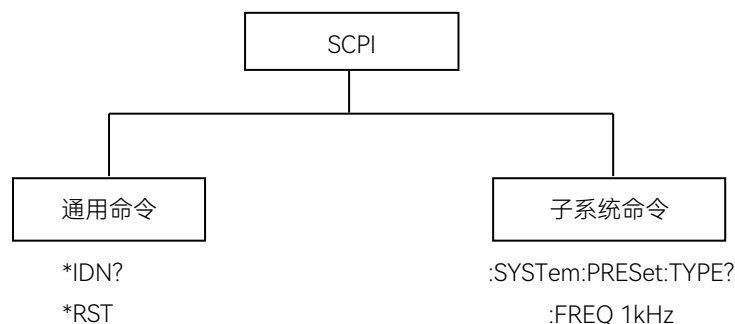 SCPI
通用命令
子系统命令
*IDN?
:SYSTem:PRESet:TYPE?
*RST
:FREQ 1kHz